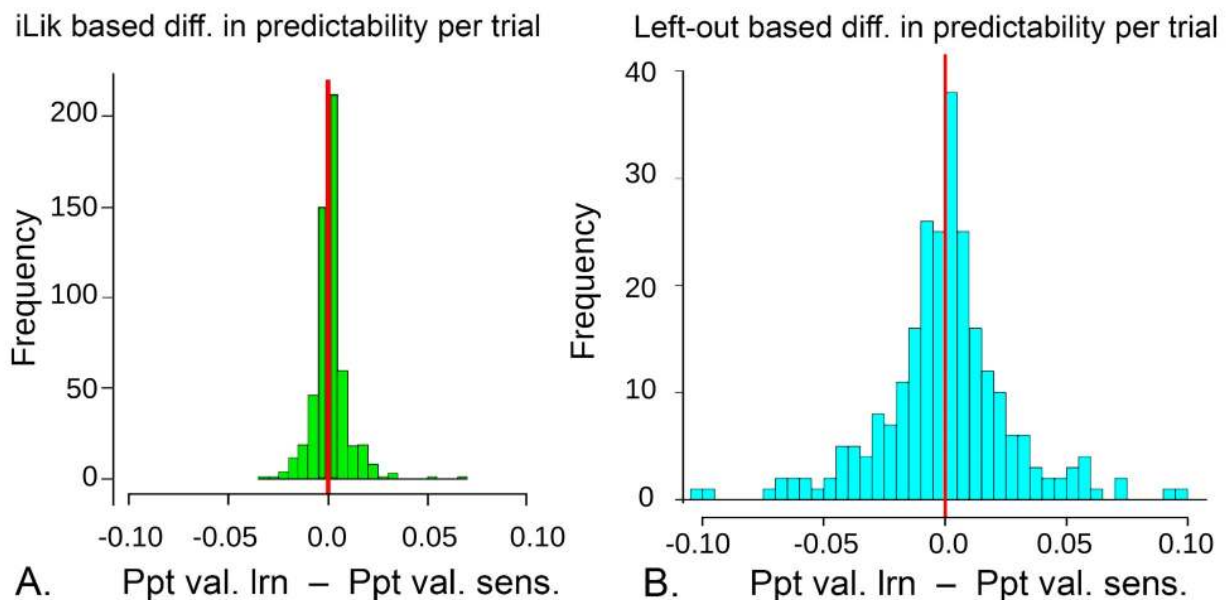 iLik based diff. in predictability per trial
200
150
100
50
0
Frequency
-0.10 -0.05 0.0 0.05 0.10
A. Ppt val. lrn – Ppt val. sens.
Left-out based diff. in predictability per trial
40
30
20
10
0
Frequency
-0.10 -0.05 0.0 0.05 0.10
B. Ppt val. lrn – Ppt val. sens.